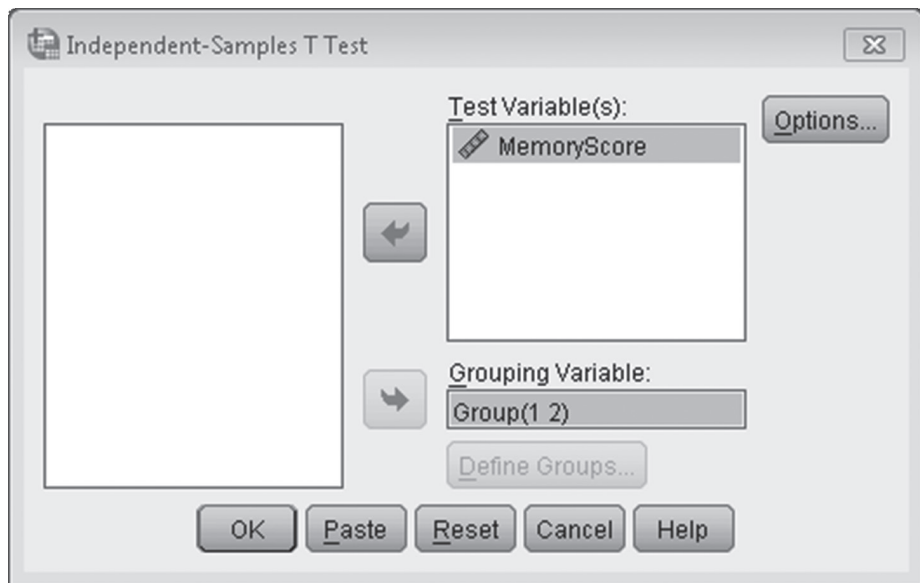 Independent-Samples T Test
Test Variable(s):
MemoryScore
Options...
Grouping Variable:
Group(1 2)
Define Groups...
OK Paste Reset Cancel Help